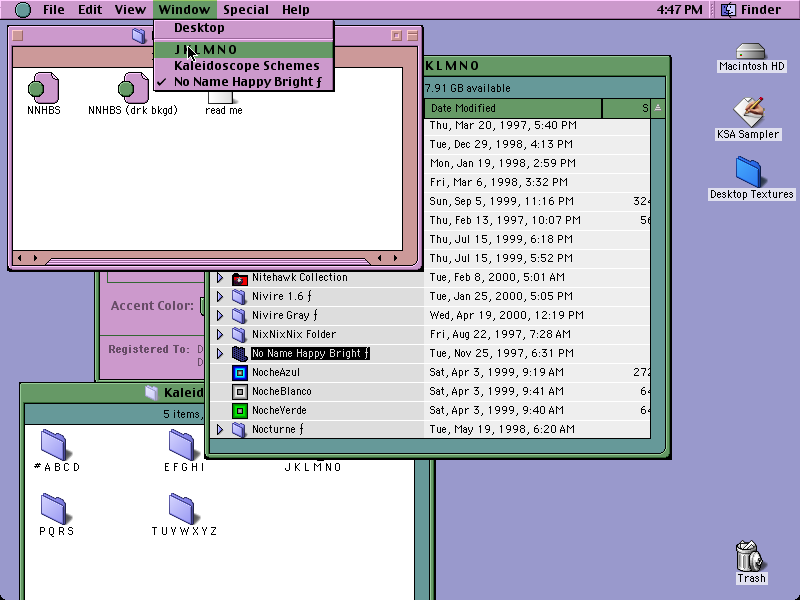 File Edit View Window Special Help 4:47 PM Finder
Desktop
J K L M N O
Kaleidoscope Schemes
✓ No Name Happy Bright ƒ
NNHBS
NNHBS (drk bkgd)
read me
K L M N O
7.91 GB available
Date Modified S
Thu, Mar 20, 1997, 5:40 PM
Tue, Dec 29, 1998, 4:13 PM
Mon, Jan 19, 1998, 2:59 PM
Fri, Mar 6, 1998, 3:32 PM
Sun, Sep 5, 1999, 11:16 PM 324
Thu, Feb 13, 1997, 10:07 PM 56
Thu, Jul 15, 1999, 6:18 PM
Thu, Jul 15, 1999, 5:52 PM
Nitehawk Collection Tue, Feb 8, 2000, 5:01 AM
Nivire 1.6 ƒ Tue, Jan 25, 2000, 5:05 PM
Nivire Gray ƒ Wed, Apr 19, 2000, 12:19 PM
NixNixNix Folder Fri, Aug 22, 1997, 7:28 AM
No Name Happy Bright ƒ Tue, Nov 25, 1997, 6:31 PM
NocheAzul Sat, Apr 3, 1999, 9:19 AM 272
NocheBlanco Sat, Apr 3, 1999, 9:41 AM 64
NocheVerde Sat, Apr 3, 1999, 9:40 AM 64
Nocturne ƒ Tue, May 19, 1998, 6:20 AM
Accent Color:
Registered To: D
D
Kaleid
5 items,
# A B C D
E F G H I
J K L M N O
P Q R S
T U V W X Y Z
Macintosh HD
KSA Sampler
Desktop Textures
Trash